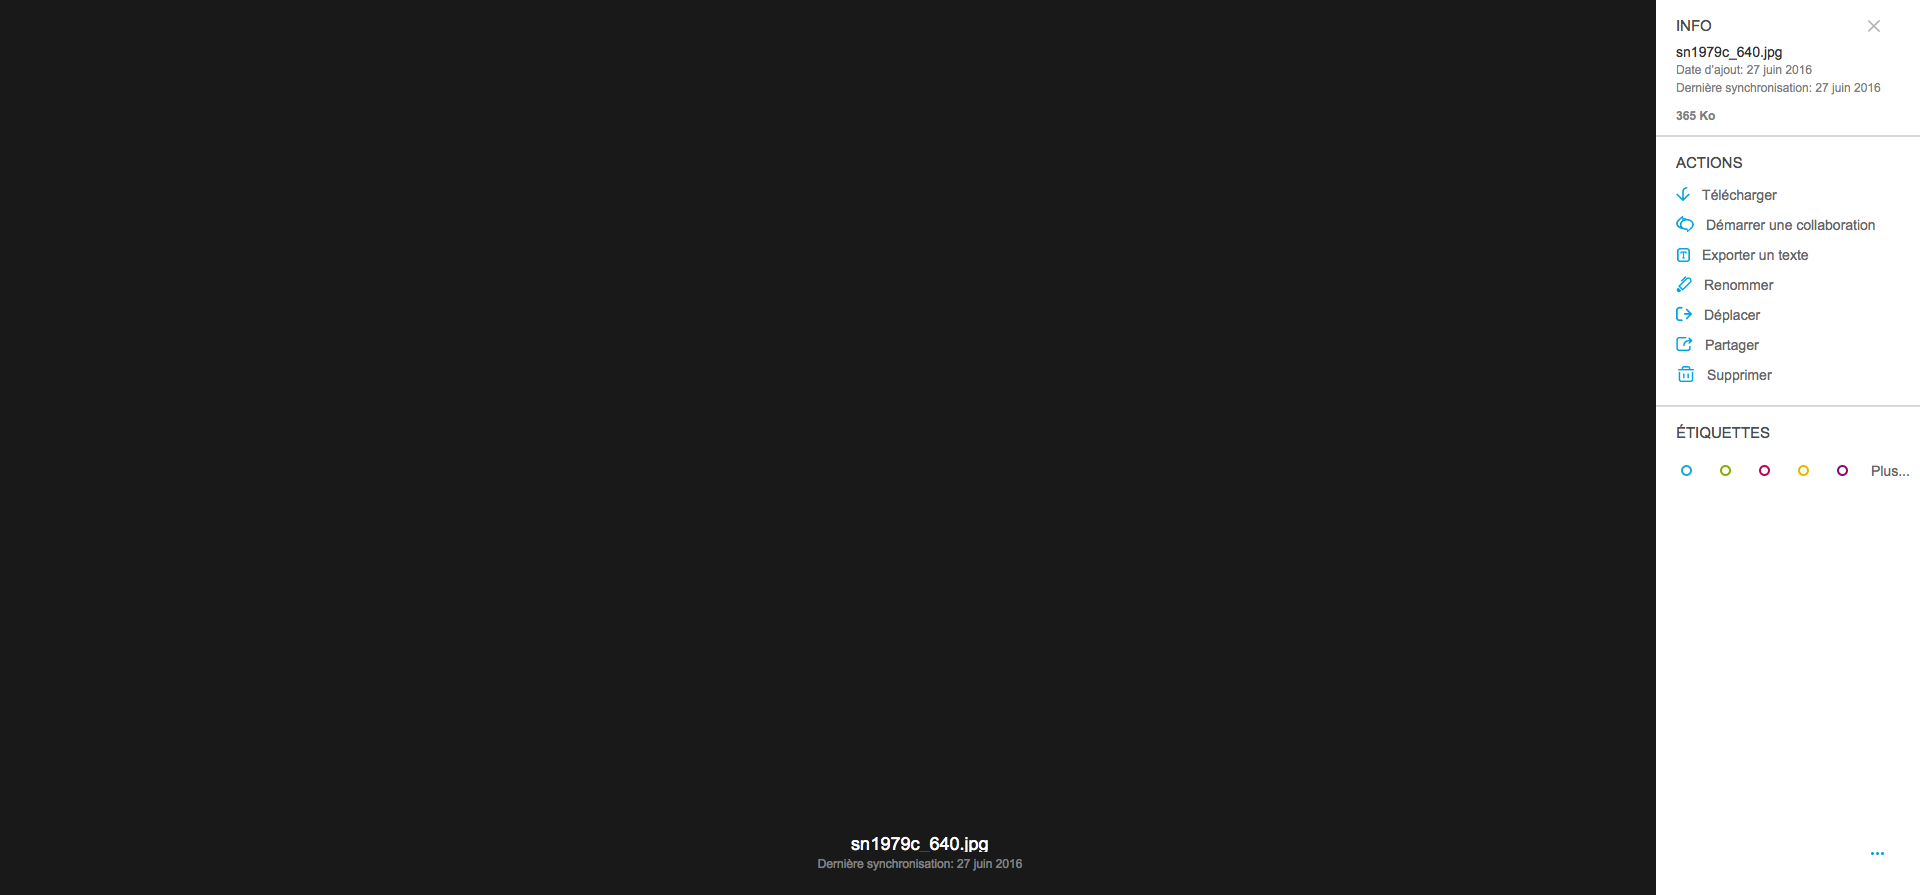 INFO
sn1979c_640.jpg
Date d'ajout: 27 juin 2016
Dernière synchronisation: 27 juin 2016
365 Ko
ACTIONS
Télécharger
Démarrer une collaboration
Exporter un texte
Renommer
Déplacer
Partager
Supprimer
ÉTIQUETTES
Plus...
sn1979c_640.jpg
Dernière synchronisation: 27 juin 2016